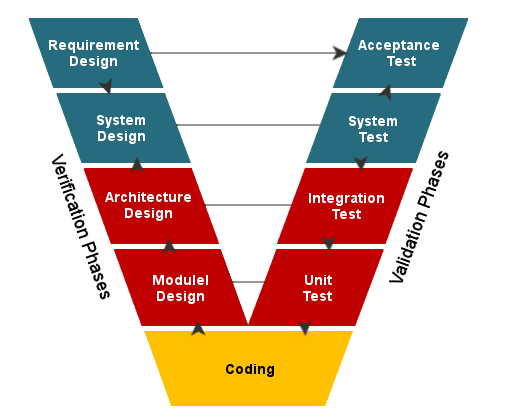 Requirement
Design
Acceptance
Test
System
Design
System
Test
Architecture
Design
Integration
Test
Modulel
Design
Unit
Test
Coding
Verification Phases
Validation Phases